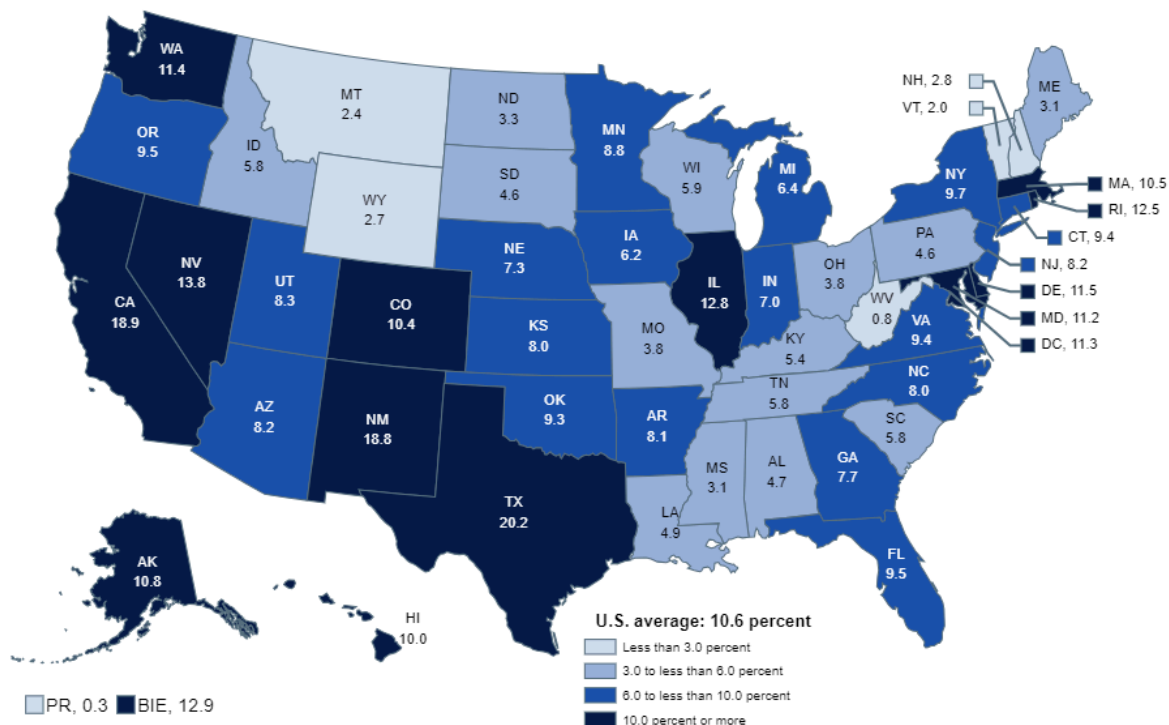 WA
11.4
MT
2.4
ND
3.3
MN
8.8
NH, 2.8
VT, 2.0
ME
3.1
OR
9.5
ID
5.8
SD
4.6
WI
5.9
MI
6.4
NY
9.7
MA, 10.5
RI, 12.5
CT, 9.4
NJ, 8.2
DE, 11.5
MD, 11.2
DC, 11.3
WY
2.7
NE
7.3
IA
6.2
PA
4.6
NV
13.8
UT
8.3
CA
18.9
CO
10.4
IL
12.8
IN
7.0
OH
3.8
WV
0.8
VA
9.4
KS
8.0
MO
3.8
KY
5.4
NC
8.0
TN
5.8
AZ
8.2
NM
18.8
OK
9.3
AR
8.1
SC
5.8
MS
3.1
AL
4.7
GA
7.7
TX
20.2
LA
4.9
FL
9.5
AK
10.8
HI
10.0
U.S. average: 10.6 percent
Less than 3.0 percent
3.0 to less than 6.0 percent
6.0 to less than 10.0 percent
10.0 percent or more
PR, 0.3
BIE, 12.9